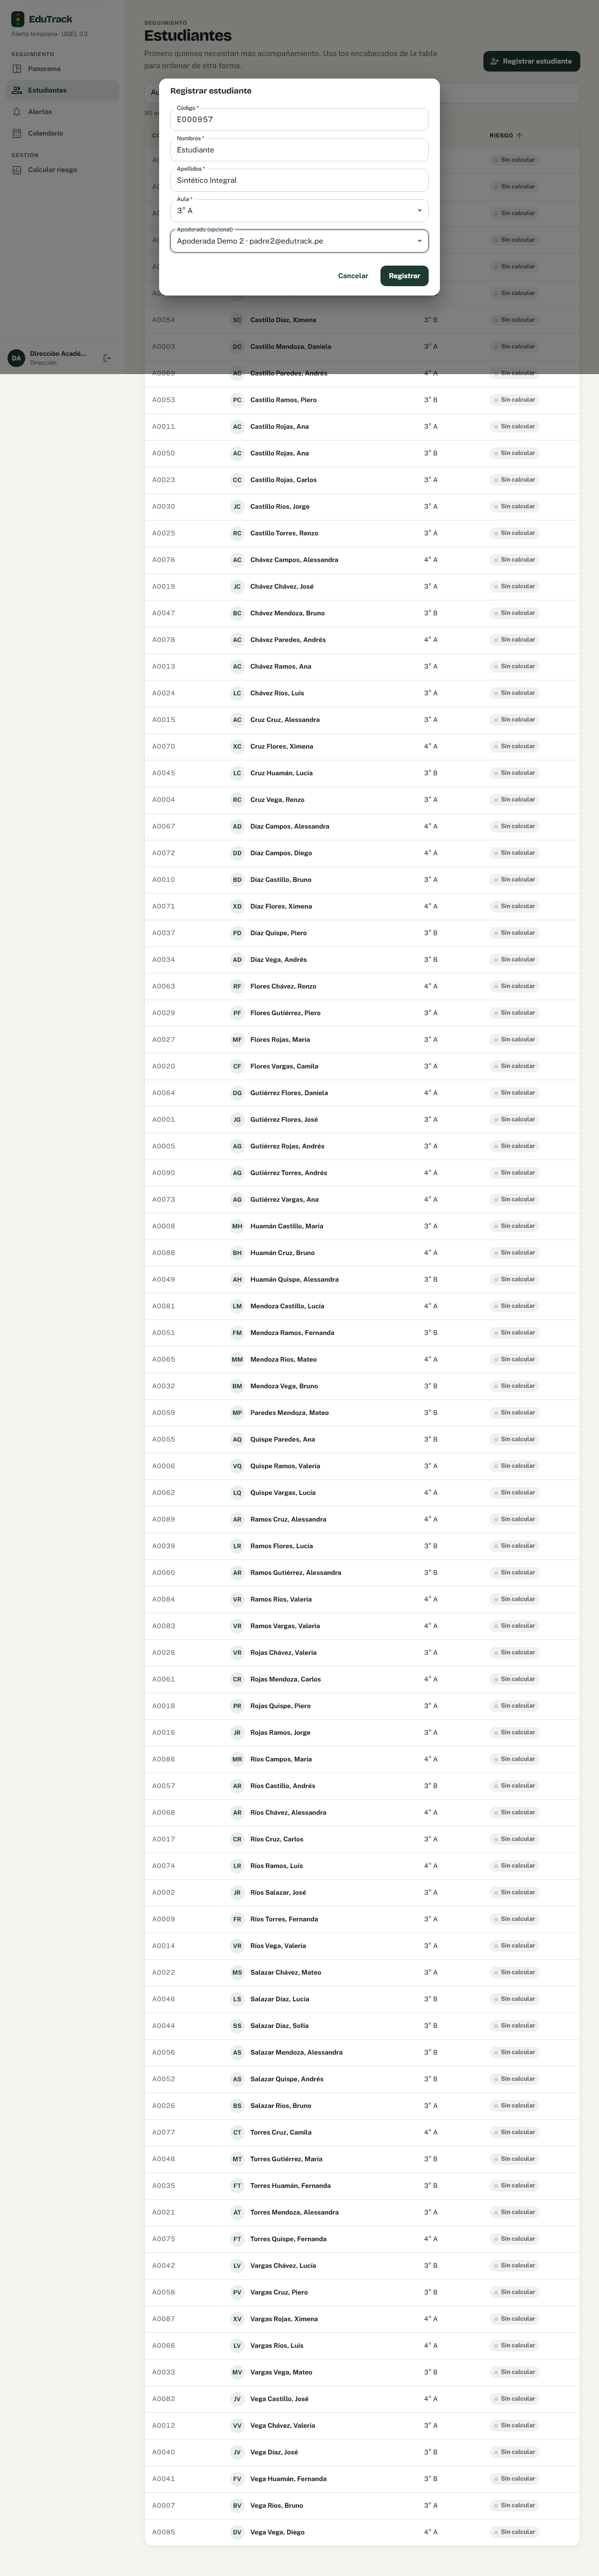 EduTrack
Alerta temprana · UGEL 03
SEGUIMIENTO
Panorama
Estudiantes
Alertas
Calendario
GESTIÓN
Calcular riesgo
DA
Dirección Acadé...
Dirección
SEGUIMIENTO
Estudiantes
Primero quienes necesitan más acompañamiento. Usa los encabezados de la tabla
para ordenar de otra forma.
Registrar estudiante
Registrar estudiante
Código *
E000957
Nombres *
Estudiante
Apellidos *
Sintético Integral
Aula *
3° A
Apoderado (opcional)
Apoderada Demo 2 · padre2@edutrack.pe
Cancelar
Registrar
RIESGO ↑
Sin calcular
Sin calcular
Sin calcular
Sin calcular
Sin calcular
Sin calcular
A0054 XC Castillo Díaz, Ximena 3° B Sin calcular
A0003 DC Castillo Mendoza, Daniela 3° A Sin calcular
A0069 AC Castillo Paredes, Andrés 4° A Sin calcular
A0053 PC Castillo Ramos, Piero 3° B Sin calcular
A0011 AC Castillo Rojas, Ana 3° A Sin calcular
A0050 AC Castillo Rojas, Ana 3° B Sin calcular
A0023 CC Castillo Rojas, Carlos 3° A Sin calcular
A0030 JC Castillo Ríos, Jorge 3° A Sin calcular
A0025 RC Castillo Torres, Renzo 3° A Sin calcular
A0076 AC Chávez Campos, Alessandra 4° A Sin calcular
A0019 JC Chávez Chávez, José 3° A Sin calcular
A0047 BC Chávez Mendoza, Bruno 3° B Sin calcular
A0078 AC Chávez Paredes, Andrés 4° A Sin calcular
A0013 AC Chávez Ramos, Ana 3° A Sin calcular
A0024 LC Chávez Ríos, Luis 3° A Sin calcular
A0015 AC Cruz Cruz, Alessandra 3° A Sin calcular
A0070 XC Cruz Flores, Ximena 4° A Sin calcular
A0045 LC Cruz Huamán, Lucía 3° B Sin calcular
A0004 RC Cruz Vega, Renzo 3° A Sin calcular
A0067 AD Díaz Campos, Alessandra 4° A Sin calcular
A0072 DD Díaz Campos, Diego 4° A Sin calcular
A0010 BD Díaz Castillo, Bruno 3° A Sin calcular
A0071 XD Díaz Flores, Ximena 4° A Sin calcular
A0037 PD Díaz Quispe, Piero 3° B Sin calcular
A0034 AD Díaz Vega, Andrés 3° B Sin calcular
A0063 RF Flores Chávez, Renzo 4° A Sin calcular
A0029 PF Flores Gutiérrez, Piero 3° A Sin calcular
A0027 MF Flores Rojas, María 3° A Sin calcular
A0020 CF Flores Vargas, Camila 3° A Sin calcular
A0064 DG Gutiérrez Flores, Daniela 4° A Sin calcular
A0001 JG Gutiérrez Flores, José 3° A Sin calcular
A0005 AG Gutiérrez Rojas, Andrés 3° A Sin calcular
A0090 AG Gutiérrez Torres, Andrés 4° A Sin calcular
A0073 AG Gutiérrez Vargas, Ana 4° A Sin calcular
A0008 MH Huamán Castillo, María 3° A Sin calcular
A0088 BH Huamán Cruz, Bruno 4° A Sin calcular
A0049 AH Huamán Quispe, Alessandra 3° B Sin calcular
A0081 LM Mendoza Castillo, Lucía 4° A Sin calcular
A0051 FM Mendoza Ramos, Fernanda 3° B Sin calcular
A0065 MM Mendoza Ríos, Mateo 4° A Sin calcular
A0032 BM Mendoza Vega, Bruno 3° B Sin calcular
A0059 MP Paredes Mendoza, Mateo 3° B Sin calcular
A0055 AQ Quispe Paredes, Ana 3° B Sin calcular
A0006 VQ Quispe Ramos, Valeria 3° A Sin calcular
A0062 LQ Quispe Vargas, Lucía 4° A Sin calcular
A0089 AR Ramos Cruz, Alessandra 4° A Sin calcular
A0039 LR Ramos Flores, Lucía 3° B Sin calcular
A0060 AR Ramos Gutiérrez, Alessandra 3° B Sin calcular
A0084 VR Ramos Ríos, Valeria 4° A Sin calcular
A0083 VR Ramos Vargas, Valeria 4° A Sin calcular
A0028 VR Rojas Chávez, Valeria 3° A Sin calcular
A0061 CR Rojas Mendoza, Carlos 4° A Sin calcular
A0018 PR Rojas Quispe, Piero 3° A Sin calcular
A0016 JR Rojas Ramos, Jorge 3° A Sin calcular
A0086 MR Ríos Campos, María 4° A Sin calcular
A0057 AR Ríos Castillo, Andrés 3° B Sin calcular
A0068 AR Ríos Chávez, Alessandra 4° A Sin calcular
A0017 CR Ríos Cruz, Carlos 3° A Sin calcular
A0074 LR Ríos Ramos, Luis 4° A Sin calcular
A0002 JR Ríos Salazar, José 3° A Sin calcular
A0009 FR Ríos Torres, Fernanda 3° A Sin calcular
A0014 VR Ríos Vega, Valeria 3° A Sin calcular
A0022 MS Salazar Chávez, Mateo 3° A Sin calcular
A0046 LS Salazar Díaz, Lucía 3° B Sin calcular
A0044 SS Salazar Díaz, Sofía 3° B Sin calcular
A0056 AS Salazar Mendoza, Alessandra 3° B Sin calcular
A0052 AS Salazar Quispe, Andrés 3° B Sin calcular
A0026 BS Salazar Ríos, Bruno 3° A Sin calcular
A0077 CT Torres Cruz, Camila 4° A Sin calcular
A0048 MT Torres Gutiérrez, María 3° B Sin calcular
A0035 FT Torres Huamán, Fernanda 3° B Sin calcular
A0021 AT Torres Mendoza, Alessandra 3° A Sin calcular
A0075 FT Torres Quispe, Fernanda 4° A Sin calcular
A0042 LV Vargas Chávez, Lucía 3° B Sin calcular
A0058 PV Vargas Cruz, Piero 3° B Sin calcular
A0087 XV Vargas Rojas, Ximena 4° A Sin calcular
A0066 LV Vargas Ríos, Luis 4° A Sin calcular
A0033 MV Vargas Vega, Mateo 3° B Sin calcular
A0082 JV Vega Castillo, José 4° A Sin calcular
A0012 VV Vega Chávez, Valeria 3° A Sin calcular
A0040 JV Vega Díaz, José 3° B Sin calcular
A0041 FV Vega Huamán, Fernanda 3° B Sin calcular
A0007 BV Vega Ríos, Bruno 3° A Sin calcular
A0085 DV Vega Vega, Diego 4° A Sin calcular